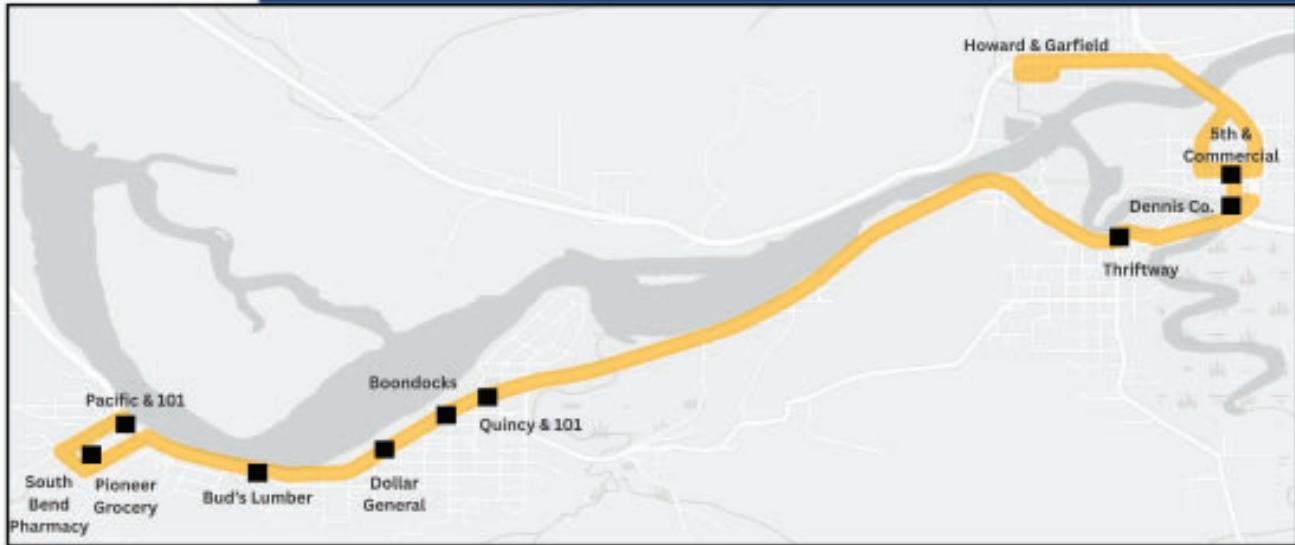 Howard & Garfield
5th &
Commercial
Dennis Co.
Thriftway
Boondocks
Quincy & 101
Pacific & 101
South
Bend
Pharmacy
Pioneer
Grocery
Bud's Lumber
Dollar
General